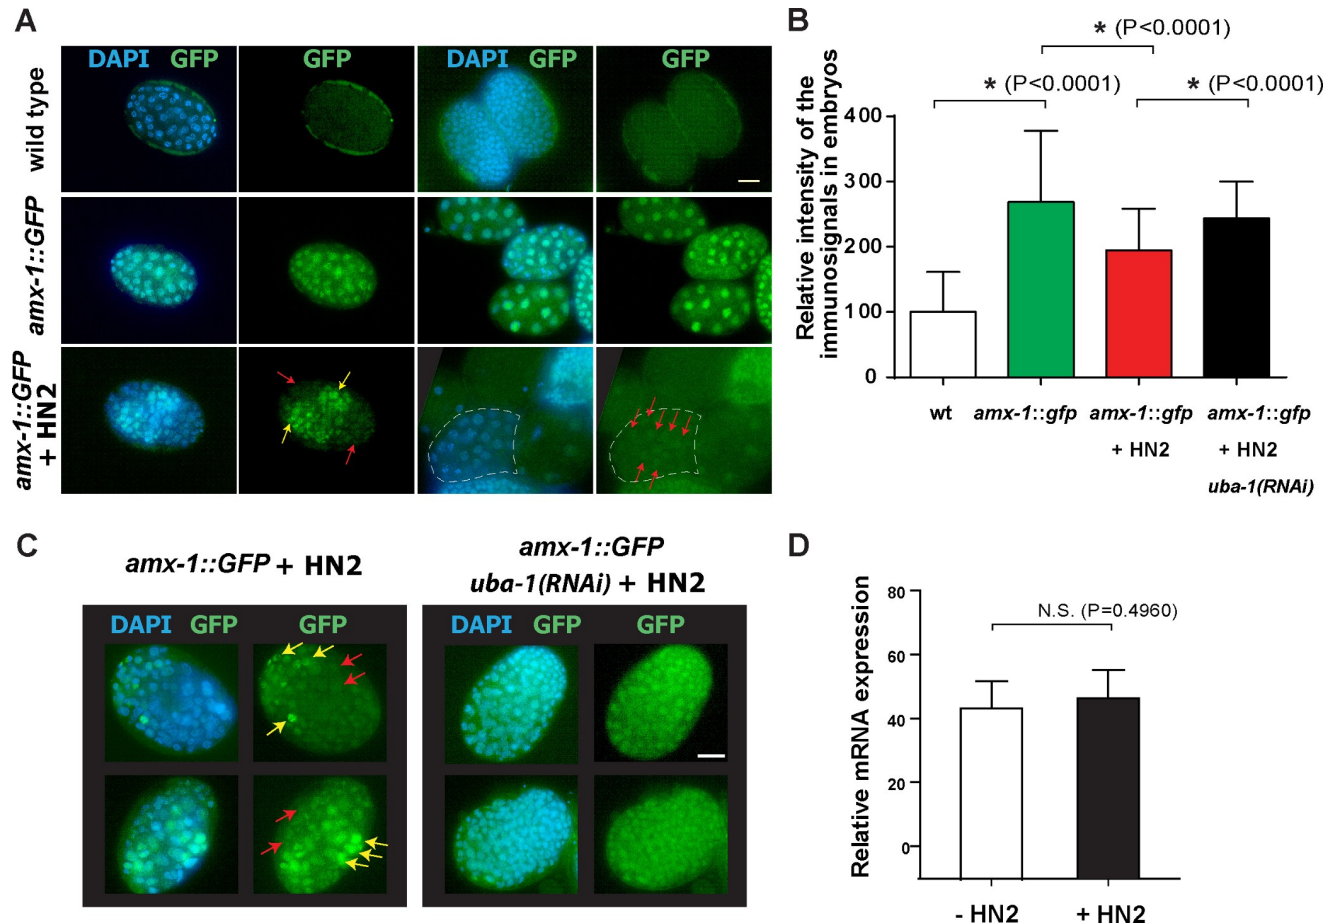 A
DAPI GFP GFP DAPI GFP GFP
wild type
amx-1::GFP
amx-1::GFP + HN2
B
* (P<0.0001)
* (P<0.0001) * (P<0.0001)
Relative intensity of the immunosignals in embryos
400
300
200
100
0
wt amx-1::gfp amx-1::gfp amx-1::gfp
+ HN2 + HN2
uba-1(RNAi)
C
amx-1::GFP + HN2
amx-1::GFP
uba-1(RNAi) + HN2
DAPI GFP GFP DAPI GFP GFP
D
Relative mRNA expression
80
60
40
20
0
N.S. (P=0.4960)
- HN2 + HN2